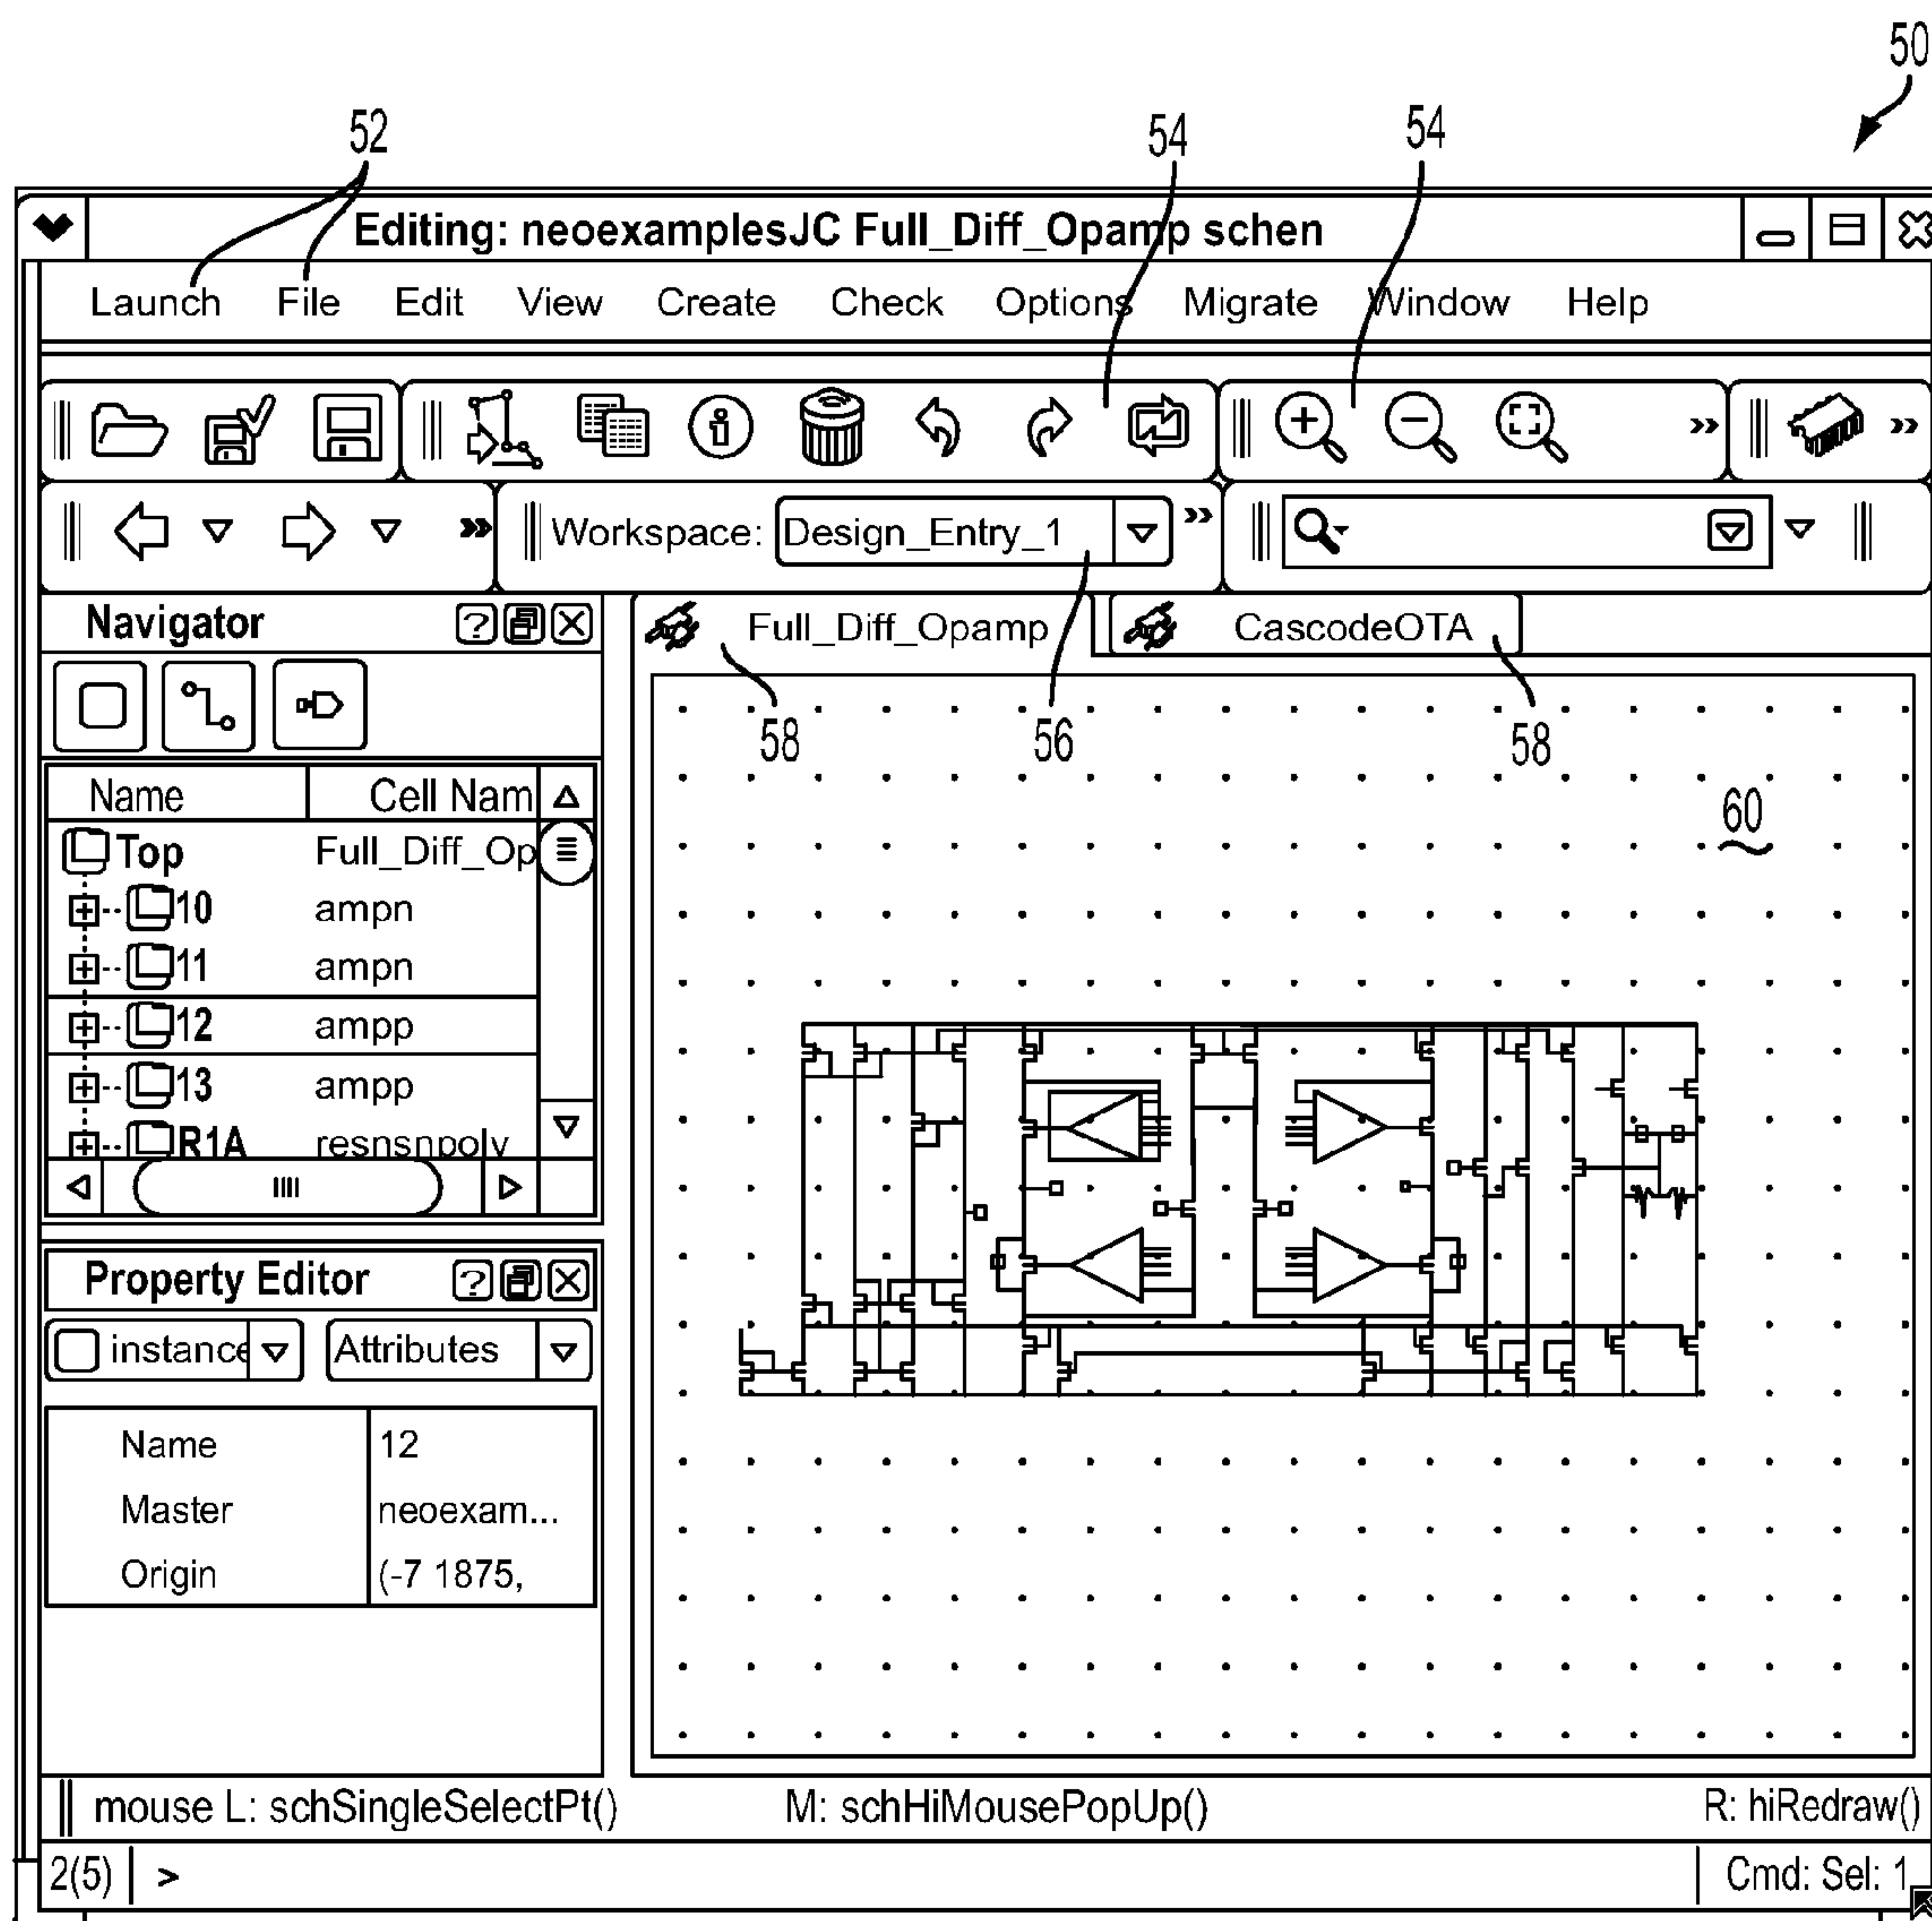 50
52
54
54
Editing: neoexamplesJC Full_Diff_Opamp schen
Launch File Edit View Create Check Options Migrate Window Help
Workspace: Design_Entry_1
Navigator
Full_Diff_Opamp
CascodeOTA
58
56
58
60
Name Cell Nam
Top Full_Diff_Op
10 ampn
11 ampn
12 ampp
13 ampp
R1A resnsnpoly
Property Editor
instance Attributes
Name 12
Master neoexam...
Origin (-7 1875,
mouse L: schSingleSelectPt() M: schHiMousePopUp() R: hiRedraw()
2(5) > Cmd: Sel: 1